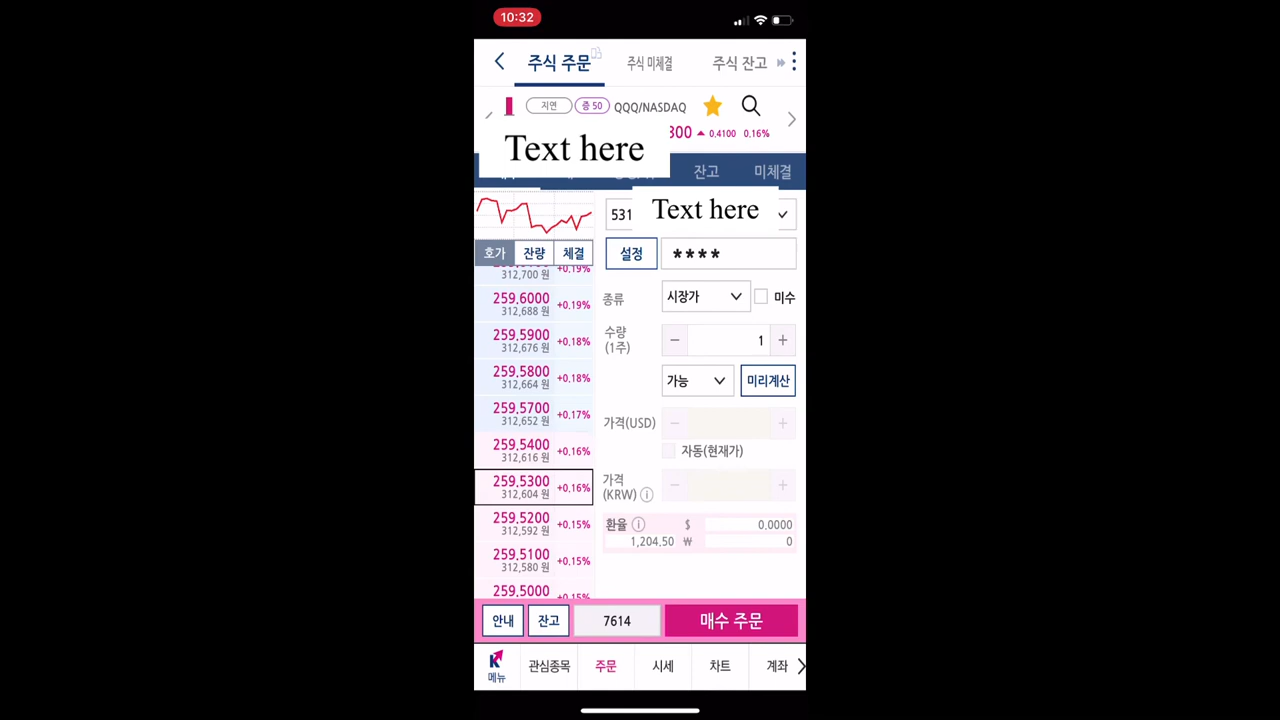 10:32
주식 주문
주식 미체결
주식 잔고
지연
증 50
QQQ/NASDAQ
Text here
300 ▲ 0.4100 0.16%
잔고
미체결
531
Text here
호가
잔량
체결
설정
****
312,700 원
+0.19%
259.6000
312,688 원
+0.19%
종류
시장가
미수
259.5900
312,676 원
+0.18%
수량
(1주)
−
1
+
259.5800
312,664 원
+0.18%
가능
미리계산
259.5700
312,652 원
+0.17%
가격(USD)
−
+
259.5400
312,616 원
+0.16%
자동(현재가)
259.5300
312,604 원
+0.16%
가격
(KRW)
−
+
259.5200
312,592 원
+0.15%
환율
$
0.0000
1,204.50
₩
0
259.5100
312,580 원
+0.15%
259.5000
+0.15%
안내
잔고
7614
매수 주문
메뉴
관심종목
주문
시세
차트
계좌